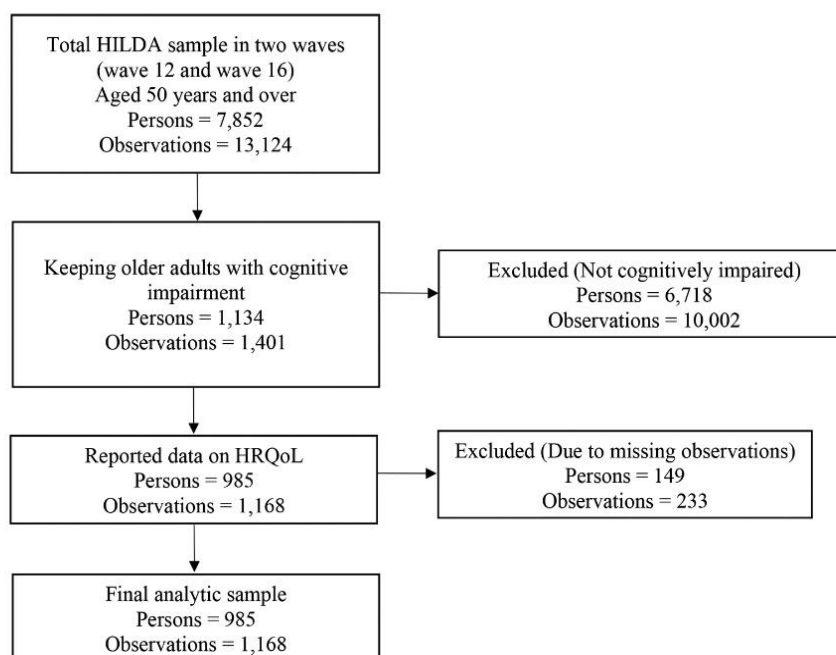 Total HILDA sample in two waves
(wave 12 and wave 16)
Aged 50 years and over
Persons = 7,852
Observations = 13,124
Keeping older adults with cognitive
impairment
Persons = 1,134
Observations = 1,401
Excluded (Not cognitively impaired)
Persons = 6,718
Observations = 10,002
Reported data on HRQoL
Persons = 985
Observations = 1,168
Excluded (Due to missing observations)
Persons = 149
Observations = 233
Final analytic sample
Persons = 985
Observations = 1,168